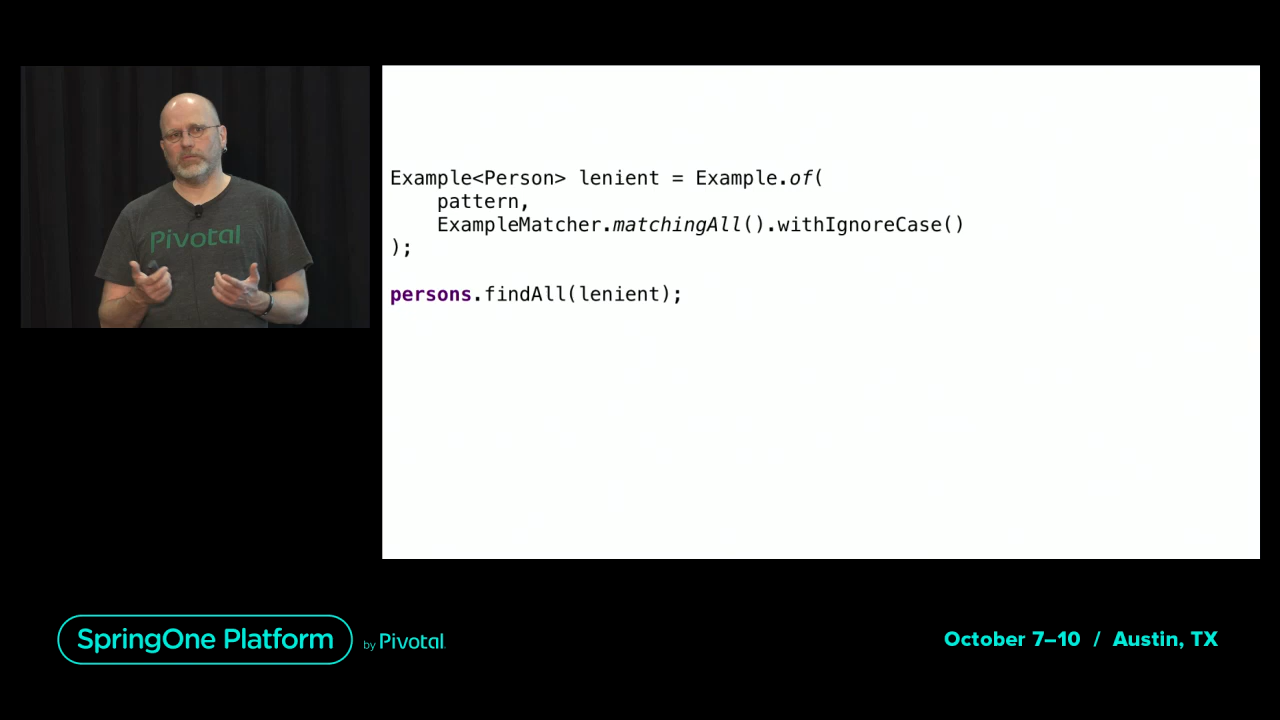 Pivotal
Example<Person> lenient = Example.of(
    pattern,
    ExampleMatcher.matchingAll().withIgnoreCase()
);
persons.findAll(lenient);
SpringOne Platform by Pivotal
October 7–10 / Austin, TX